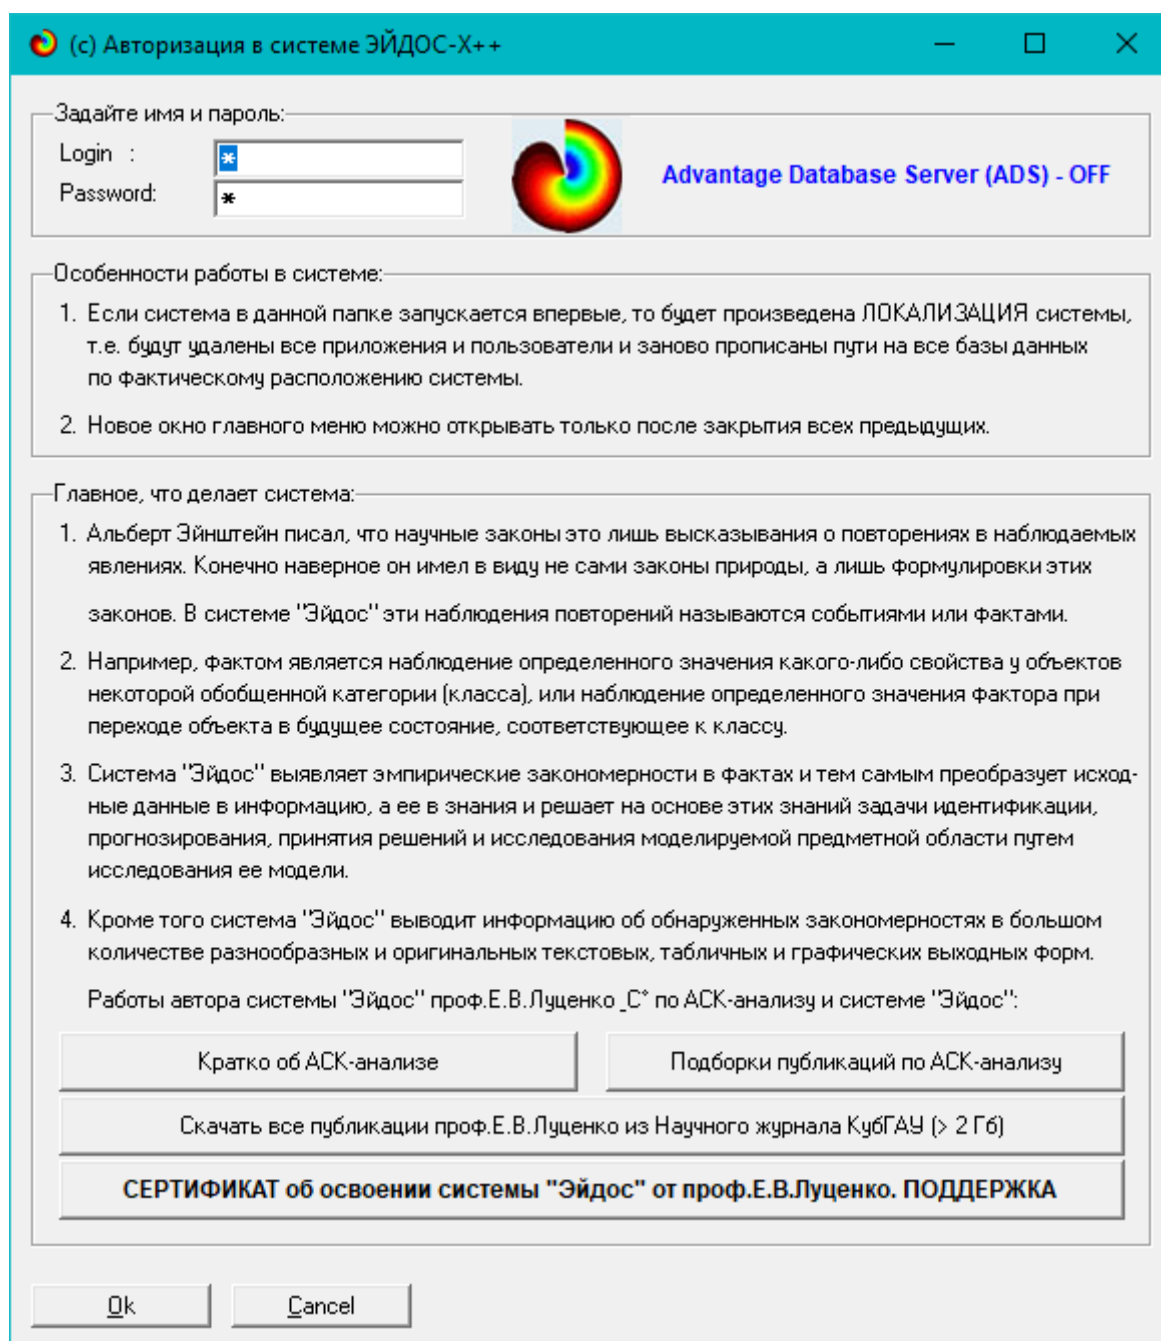 (с) Авторизация в системе ЭЙДОС-Х++
Задайте имя и пароль:
Login :
*
Password:
*
Advantage Database Server (ADS) - OFF
Особенности работы в системе:
1. Если система в данной папке запускается впервые, то будет произведена ЛОКАЛИЗАЦИЯ системы,
т.е. будут удалены все приложения и пользователи и заново прописаны пути на все базы данных
по фактическому расположению системы.
2. Новое окно главного меню можно открывать только после закрытия всех предыдущих.
Главное, что делает система:
1. Альберт Эйнштейн писал, что научные законы это лишь высказывания о повторениях в наблюдаемых
явлениях. Конечно наверное он имел в виду не сами законы природы, а лишь формулировки этих
законов. В системе "Эйдос" эти наблюдения повторений называются событиями или фактами.
2. Например, фактом является наблюдение определенного значения какого-либо свойства у объектов
некоторой обобщенной категории (класса), или наблюдение определенного значения фактора при
переходе объекта в будущее состояние, соответствующее к классу.
3. Система "Эйдос" выявляет эмпирические закономерности в фактах и тем самым преобразует исход-
ные данные в информацию, а ее в знания и решает на основе этих знаний задачи идентификации,
прогнозирования, принятия решений и исследования моделируемой предметной области путем
исследования ее модели.
4. Кроме того система "Эйдос" выводит информацию об обнаруженных закономерностях в большом
количестве разнообразных и оригинальных текстовых, табличных и графических выходных форм.
Работы автора системы "Эйдос" проф.Е.В.Луценко _С° по АСК-анализу и системе "Эйдос":
Кратко об АСК-анализе
Подборки публикаций по АСК-анализу
Скачать все публикации проф.Е.В.Луценко из Научного журнала КубГАУ (> 2 Гб)
СЕРТИФИКАТ об освоении системы "Эйдос" от проф.Е.В.Луценко. ПОДДЕРЖКА
Ok
Cancel